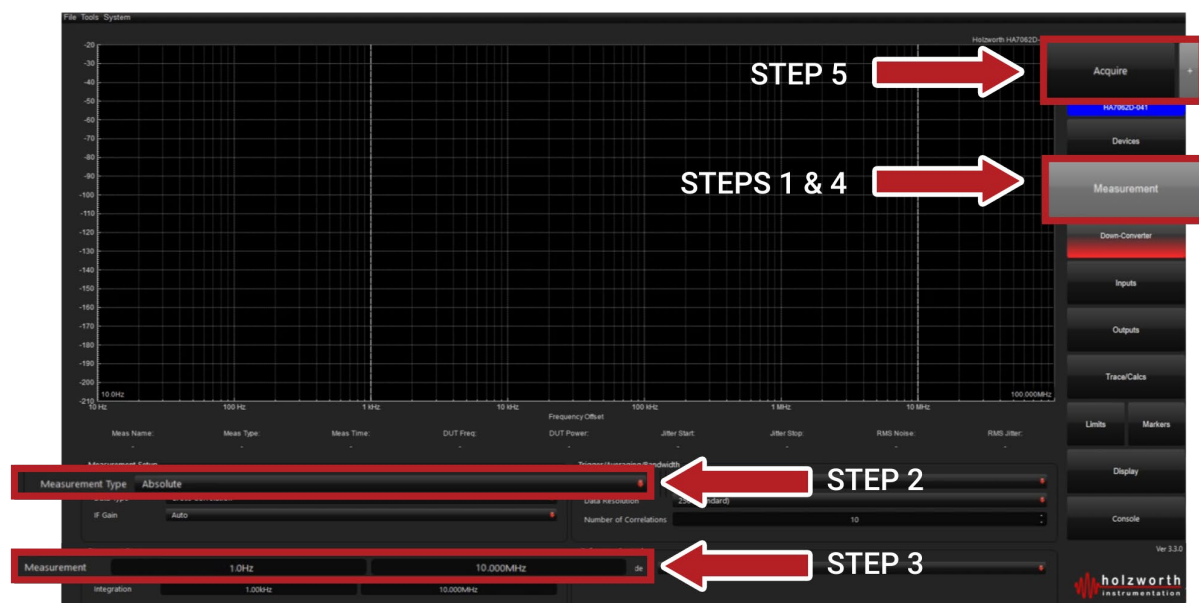 File Tools System
Holzworth HA7062D-
-20
-30
-40
-50
-60
-70
-80
-90
-100
-110
-120
-130
-140
-150
-160
-170
-180
-190
-200
-210
10.0Hz
100.000MHz
10 Hz
100 Hz
1 kHz
10 kHz
100 kHz
1 MHz
10 MHz
Frequency Offset
Meas Name: Meas Type: Meas Time: DUT Freq: DUT Power: Jitter Start: Jitter Stop: RMS Noise: RMS Jitter:
- - - - - - - - -
STEP 5
Acquire +
HA7062D-041
Devices
STEPS 1 & 4
Measurement
Down-Converter
Inputs
Outputs
Trace/Calcs
Limits Markers
Display
Console
Ver 3.3.0
holzworth
instrumentation
Measurement Setup
Measurement Type Absolute
STEP 2
IF Gain Auto
Trigger/Averaging/Bandwidth
Data Resolution
Number of Correlations 10
Measurement 1.0Hz 10.000MHz de
STEP 3
Integration 1.00kHz 10.000MHz